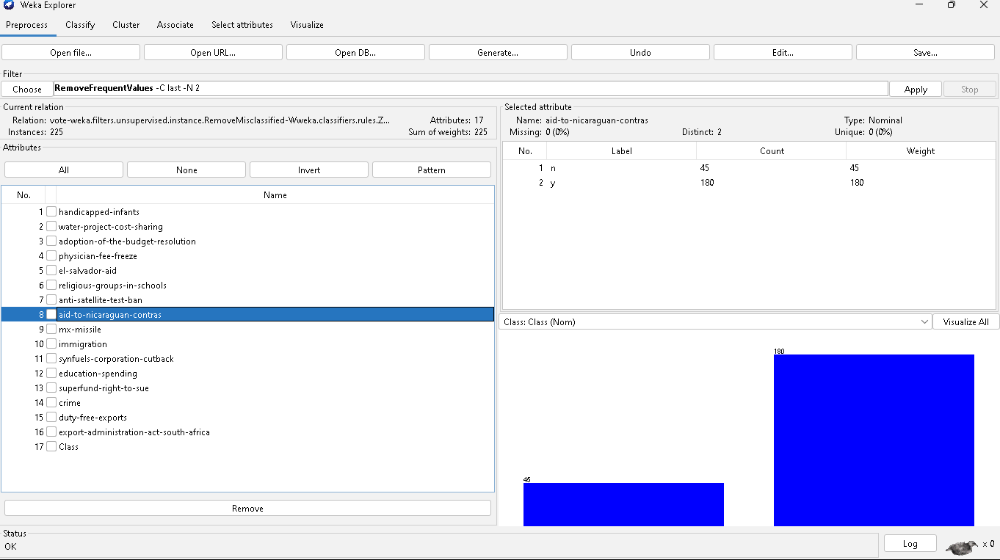 Weka Explorer
Preprocess Classify Cluster Associate Select attributes Visualize
Open file... Open URL... Open DB... Generate... Undo Edit... Save...
Filter
Choose RemoveFrequentValues -C last -N 2 Apply Stop
Current relation
Relation: vote-weka.filters.unsupervised.instance.RemoveMisclassified-Wweka.classifiers.rules.Z... Attributes: 17
Instances: 225 Sum of weights: 225
Attributes
All None Invert Pattern
No. Name
1 handicapped-infants
2 water-project-cost-sharing
3 adoption-of-the-budget-resolution
4 physician-fee-freeze
5 el-salvador-aid
6 religious-groups-in-schools
7 anti-satellite-test-ban
8 aid-to-nicaraguan-contras
9 mx-missile
10 immigration
11 synfuels-corporation-cutback
12 education-spending
13 superfund-right-to-sue
14 crime
15 duty-free-exports
16 export-administration-act-south-africa
17 Class
Remove
Selected attribute
Name: aid-to-nicaraguan-contras Type: Nominal
Missing: 0 (0%) Distinct: 2 Unique: 0 (0%)
No. Label Count Weight
1 n 45 45
2 y 180 180
Class: Class (Nom) Visualize All
180
45
Status
OK
Log x 0